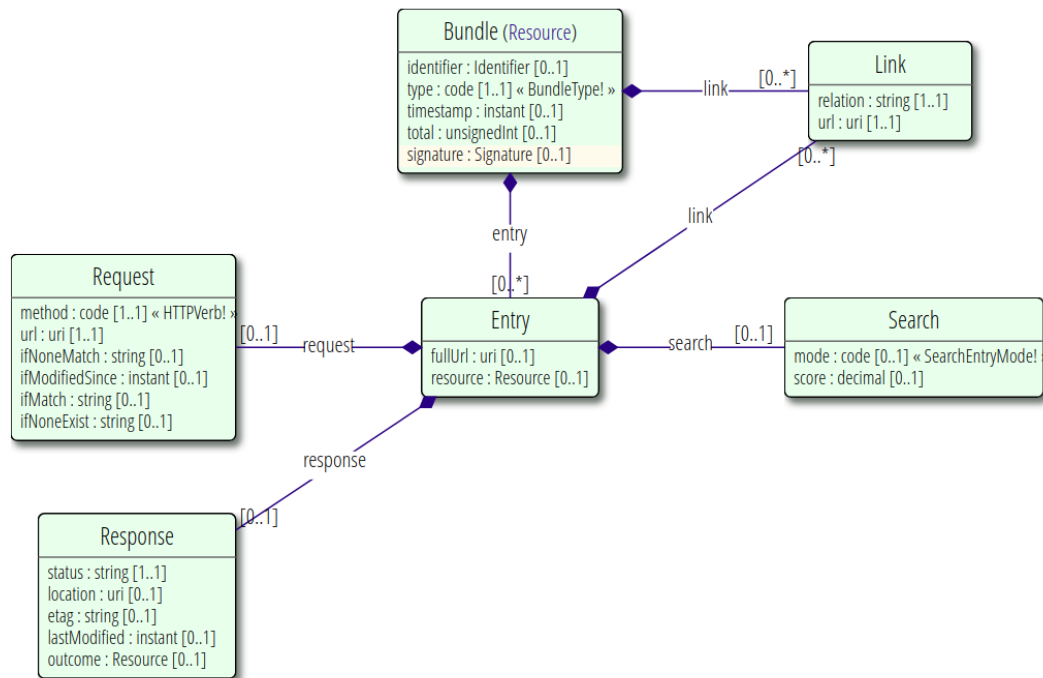 Bundle (Resource)
identifier : Identifier [0..1]
type : code [1..1] « BundleType! »
timestamp : instant [0..1]
total : unsignedInt [0..1]
signature : Signature [0..1]
link
[0..*]
Link
relation : string [1..1]
url : uri [1..1]
[0..*]
link
entry
[0..*]
Request
method : code [1..1] « HTTPVerb! »
url : uri [1..1]
ifNoneMatch : string [0..1]
ifModifiedSince : instant [0..1]
ifMatch : string [0..1]
ifNoneExist : string [0..1]
[0..1]
request
Entry
fullUrl : uri [0..1]
resource : Resource [0..1]
search
[0..1]
Search
mode : code [0..1] « SearchEntryMode! »
score : decimal [0..1]
response
[0..1]
Response
status : string [1..1]
location : uri [0..1]
etag : string [0..1]
lastModified : instant [0..1]
outcome : Resource [0..1]